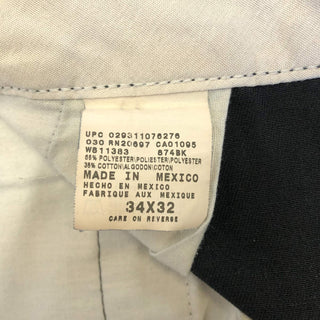 UPC 029311076276
030 RN20697 CA01095
W811383 874BK
65% POLYESTER/POLIESTER/POLYESTER
35% COTTON/ALGODON/COTON
MADE IN MEXICO
HECHO EN MEXICO
FABRIQUE AUX MEXIQUE
34X32
CARE ON REVERSE